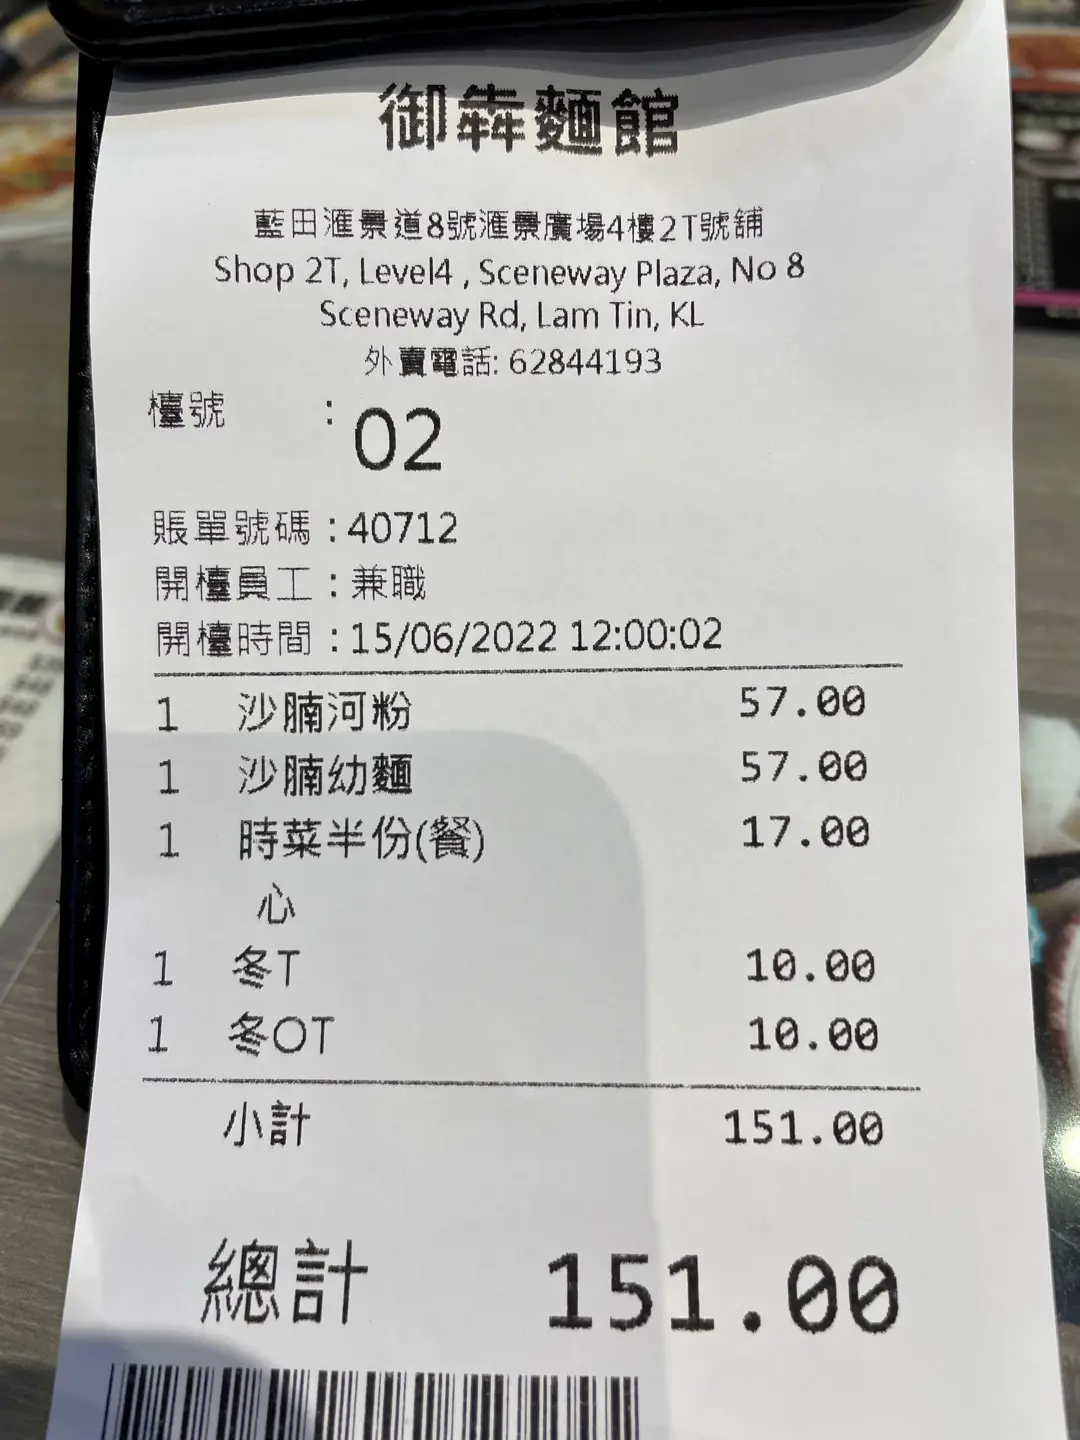 御犇麵館
藍田滙景道8號滙景廣場4樓2T號舖
Shop 2T, Level4 , Sceneway Plaza, No 8
Sceneway Rd, Lam Tin, KL
外賣電話: 62844193
檯號 : 02
賬單號碼 : 40712
開檯員工 : 兼職
開檯時間 : 15/06/2022 12:00:02
1 沙腩河粉 57.00
1 沙腩幼麵 57.00
1 時菜半份(餐) 17.00
心
1 冬T 10.00
1 冬OT 10.00
小計 151.00
總計 151.00